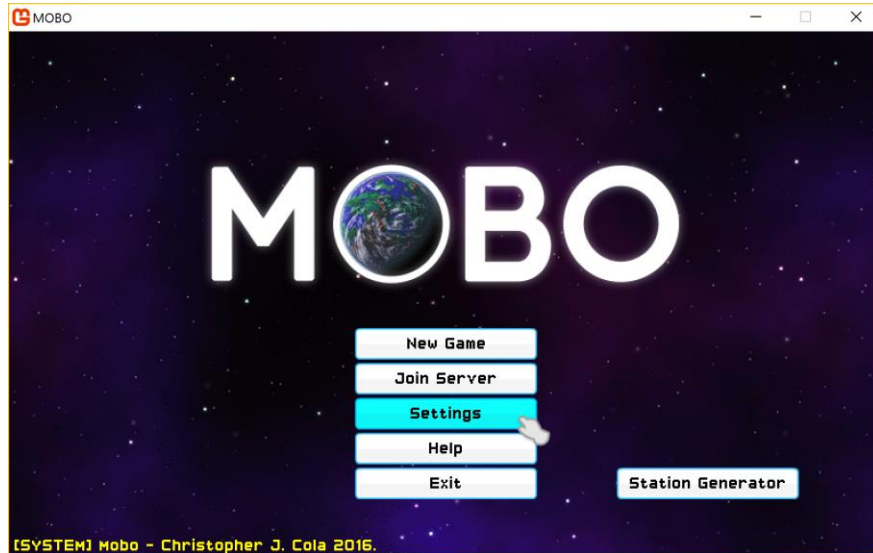 MOBO
MOBO
New Game
Join Server
Settings
Help
Exit
Station Generator
[SYSTEM] Mobo - Christopher J. Cola 2016.